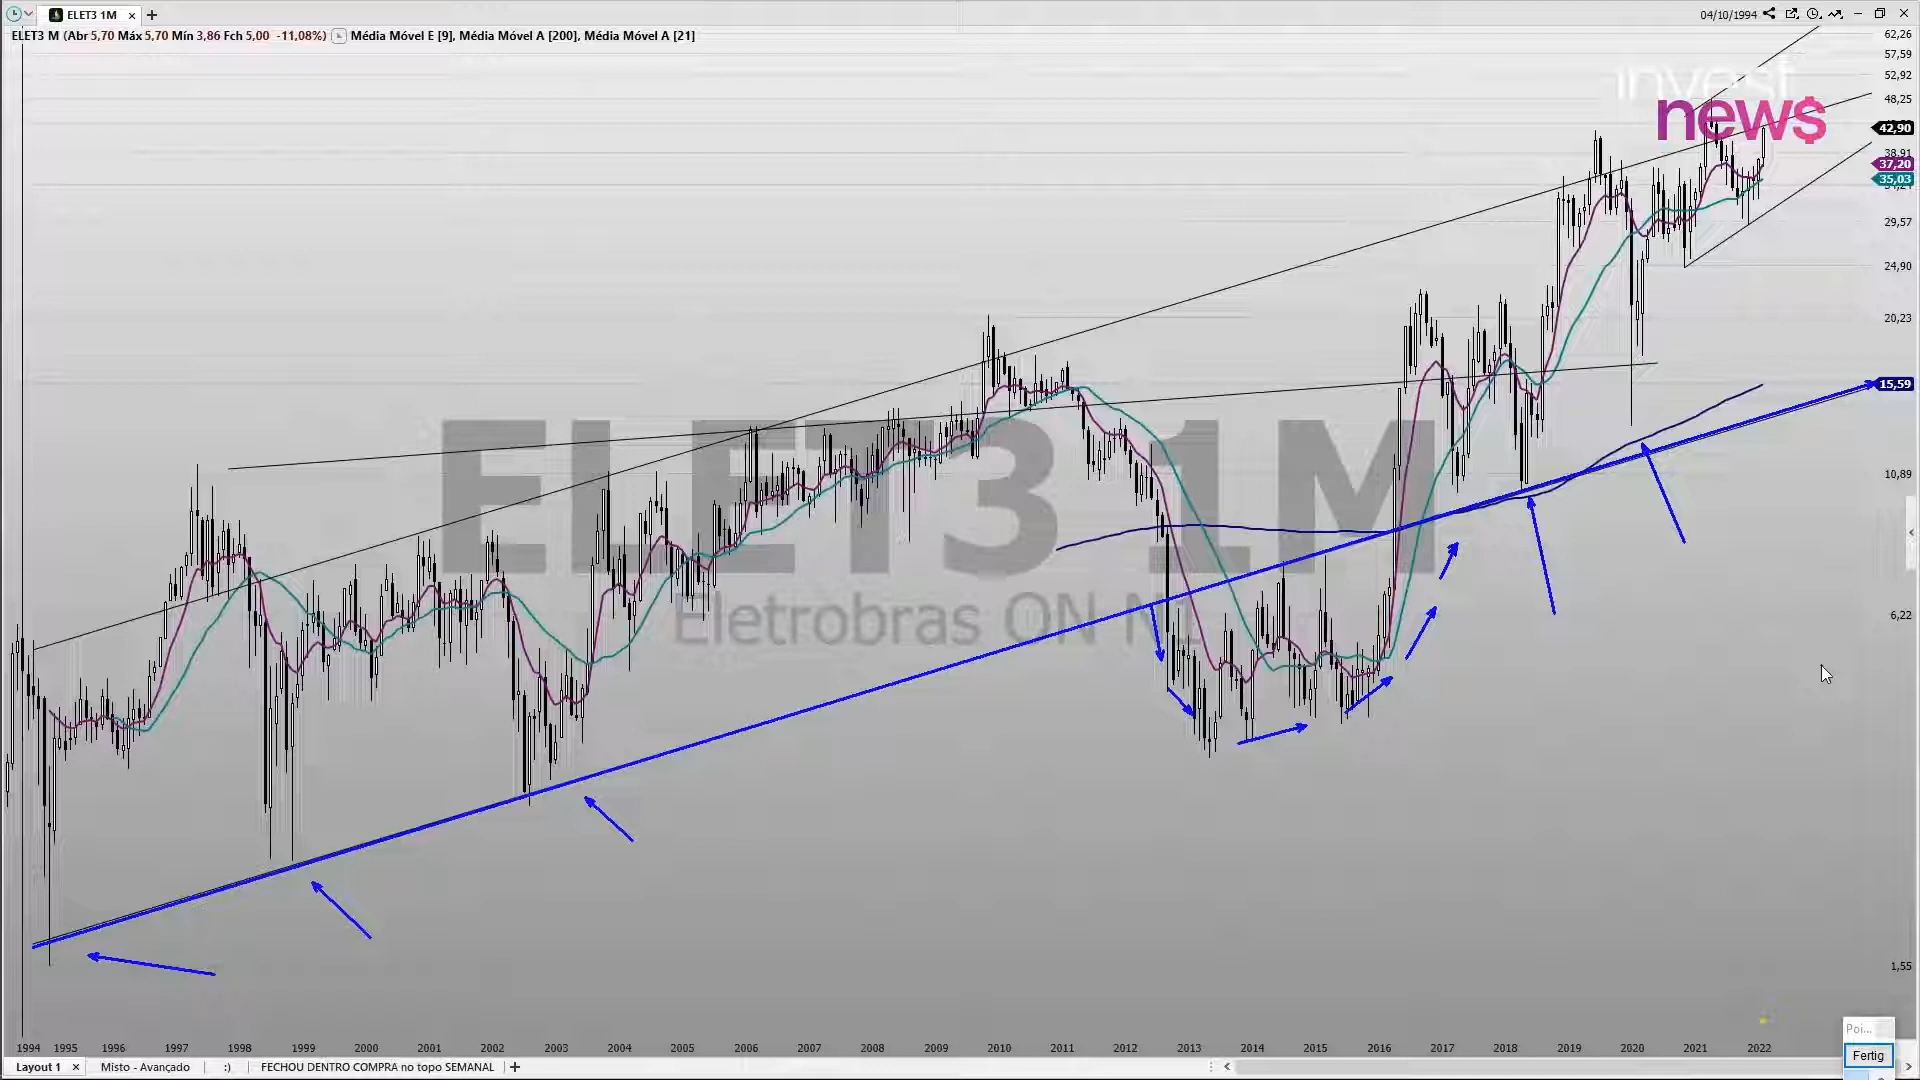 ELET3 1M
04/10/1994
ELET3 M (Abr 5,70 Máx 5,70 Mín 3,86 Fch 5,00 -11,08%) Média Móvel E [9], Média Móvel A [200], Média Móvel A [21]
62,26
57,59
52,92
48,25
invest
new$
42,90
38,91
37,20
35,03
29,57
24,90
20,23
15,59
10,89
6,22
1,55
ELET3 1M
Eletrobras ON N1
1994 1995 1996 1997 1998 1999 2000 2001 2002 2003 2004 2005 2006 2007 2008 2009 2010 2011 2012 2013 2014 2015 2016 2017 2018 2019 2020 2021 2022
Poi...
Fertig
Layout 1 Misto - Avançado :) FECHOU DENTRO COMPRA no topo SEMANAL